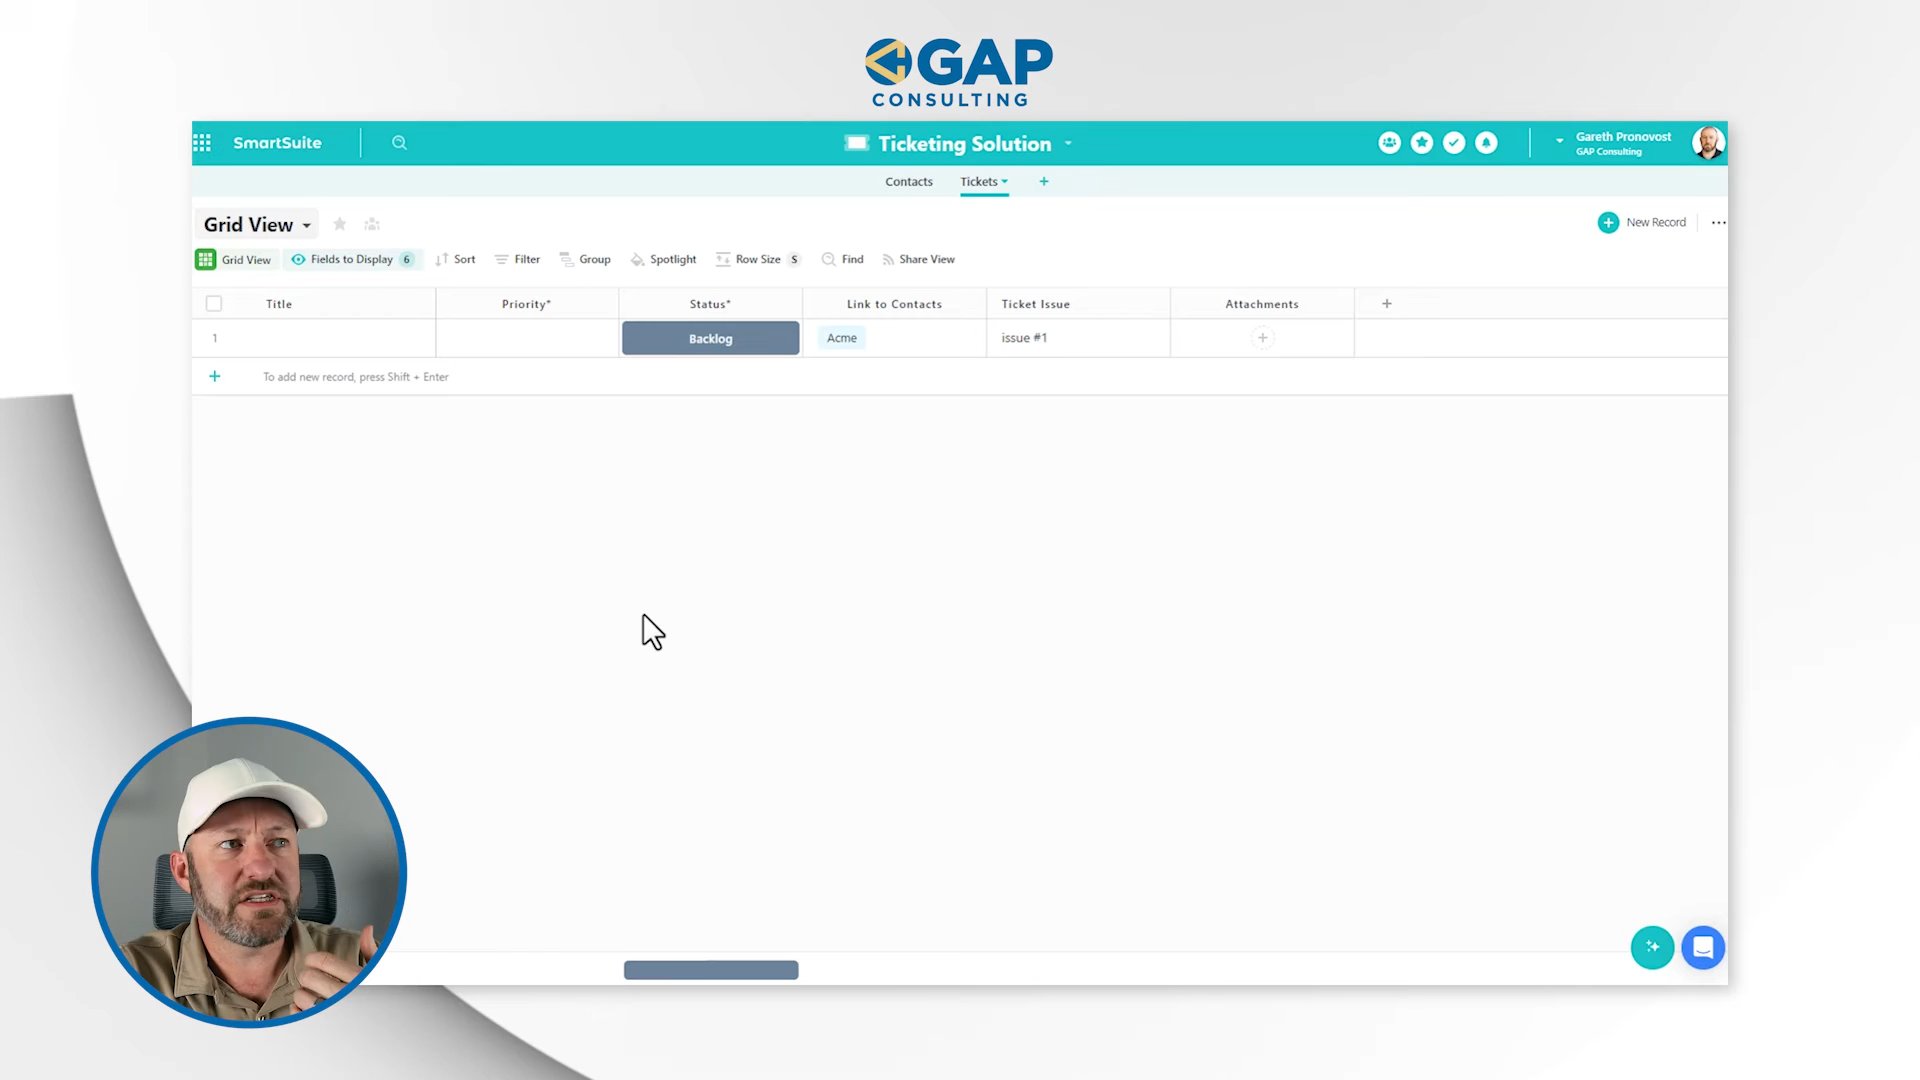 GAP
CONSULTING
SmartSuite
Ticketing Solution
Gareth Pronovost
GAP Consulting
Contacts
Tickets
Grid View
New Record
Grid View
Fields to Display 6
Sort
Filter
Group
Spotlight
Row Size S
Find
Share View
Title
Priority*
Status*
Link to Contacts
Ticket Issue
Attachments
1
Backlog
Acme
issue #1
To add new record, press Shift + Enter